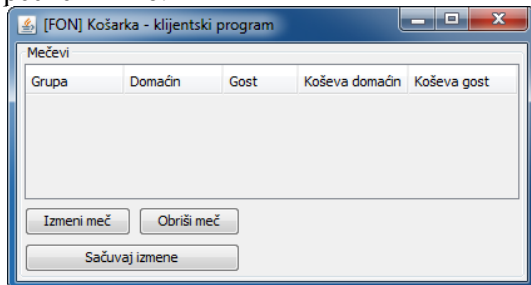 [FON] Košarka - klijentski program
Mečevi
Grupa Domaćin Gost Koševa domaćin Koševa gost
Izmeni meč Obriši meč
Sačuvaj izmene